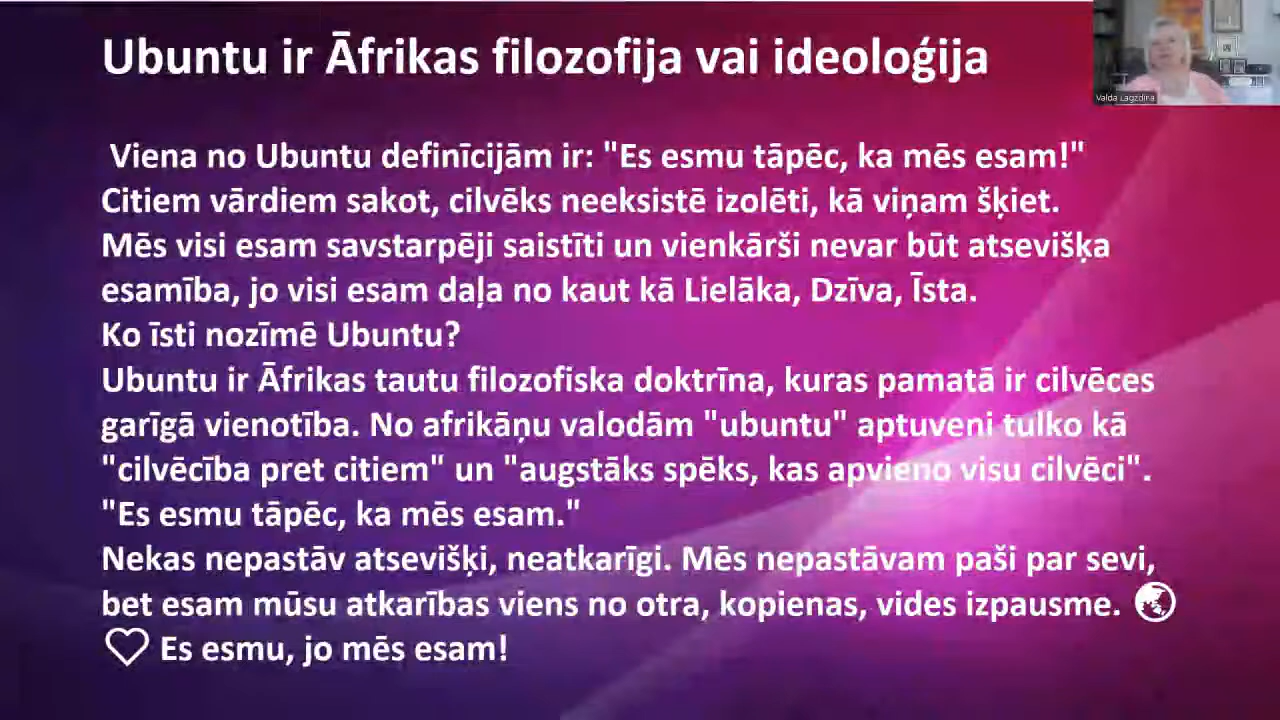 Ubuntu ir Āfrikas filozofija vai ideoloģija
Valda Lagzdiņa
Viena no Ubuntu definīcijām ir: "Es esmu tāpēc, ka mēs esam!"
Citiem vārdiem sakot, cilvēks neeksistē izolēti, kā viņam šķiet.
Mēs visi esam savstarpēji saistīti un vienkārši nevar būt atsevišķa
esamība, jo visi esam daļa no kaut kā Lielāka, Dzīva, Īsta.
Ko īsti nozīmē Ubuntu?
Ubuntu ir Āfrikas tautu filozofiska doktrīna, kuras pamatā ir cilvēces
garīgā vienotība. No afrikāņu valodām "ubuntu" aptuveni tulko kā
"cilvēcība pret citiem" un "augstāks spēks, kas apvieno visu cilvēci".
"Es esmu tāpēc, ka mēs esam."
Nekas nepastāv atsevišķi, neatkarīgi. Mēs nepastāvam paši par sevi,
bet esam mūsu atkarības viens no otra, kopienas, vides izpausme.
Es esmu, jo mēs esam!